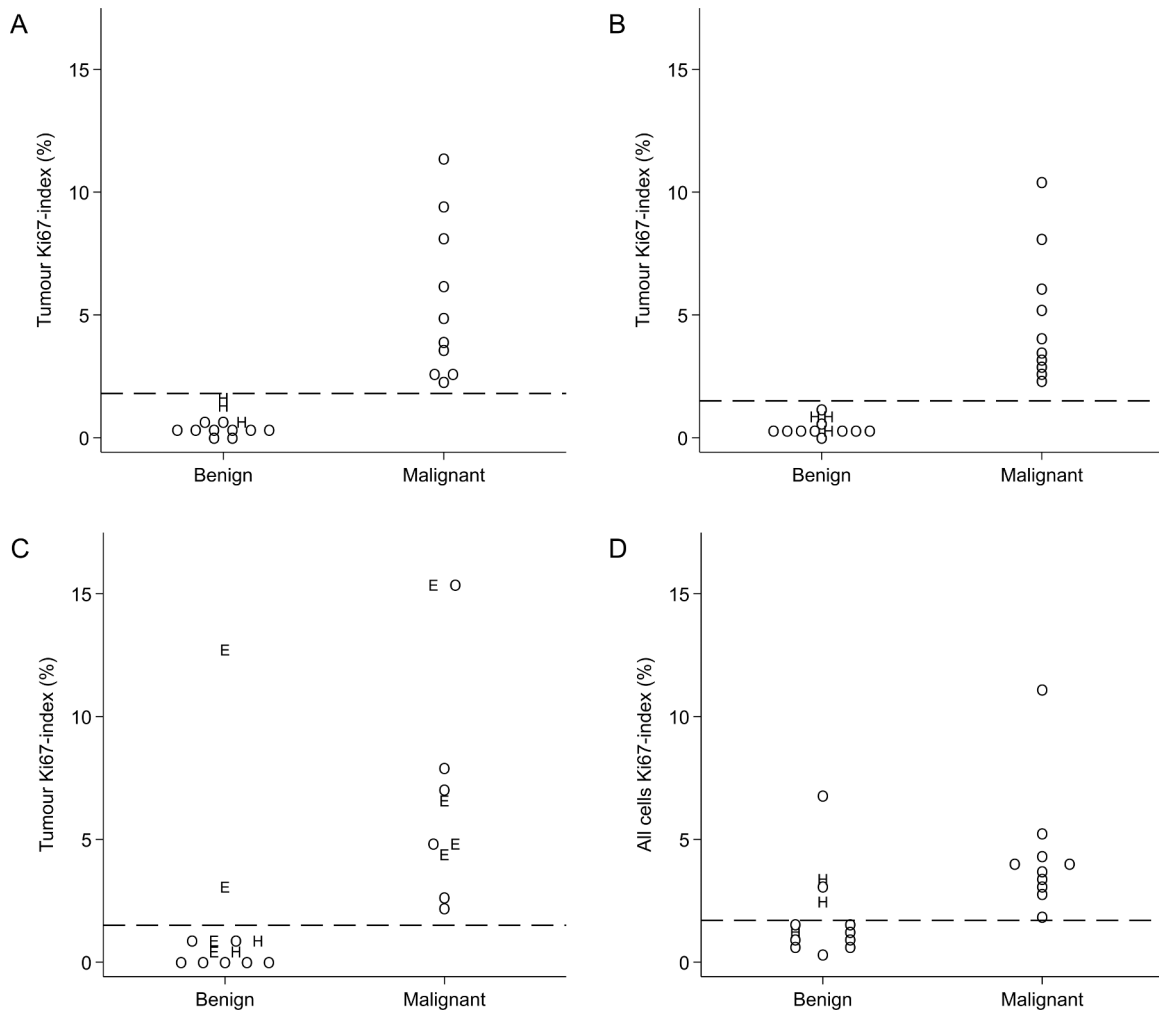 A
Tumour Ki67-index (%)
15
10
5
0
H
H
O O H
O O O O O O
O O
O
O
O
O
O
O
O
O O
O
Benign Malignant
B
Tumour Ki67-index (%)
15
10
5
0
O
H H
O
O O O O H O O O
O
O
O
O
O
O
O
O
O
O
O
Benign Malignant
C
Tumour Ki67-index (%)
15
10
5
0
E
E
O E O H
E H
O O O O O
E O
O
O
E
O E
E
O
O
Benign Malignant
D
All cells Ki67-index (%)
15
10
5
0
O
H
O
H
O O
H O
O O
O O
O
O
O
O
O O
O
O
O
O
O
Benign Malignant